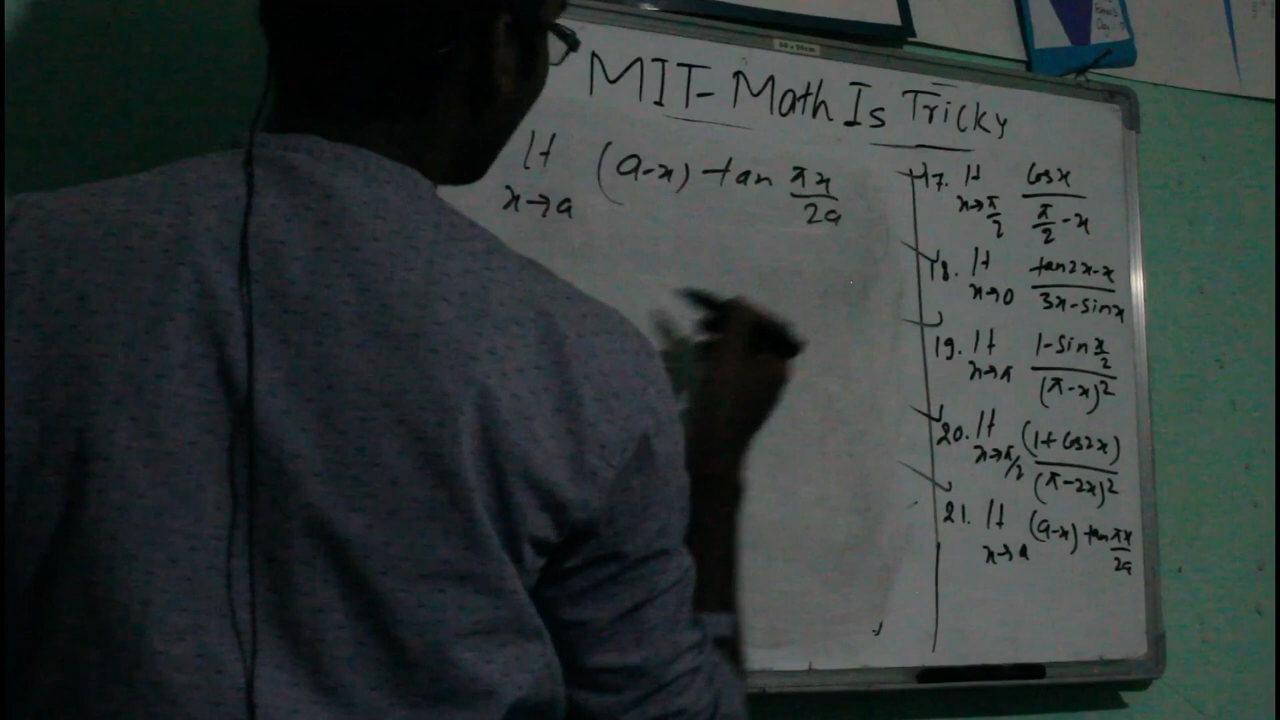 MIT- Math Is Tricky
lt x→a (a-x) tan πx/2a
17. lt x→π/2 cosx / π/2 - x
18. lt x→0 tan2x-x / 3x-sinx
19. lt x→π 1-sin x/2 / (π-x)²
20. lt x→π/2 (1+cos2x) / (π-2x)²
21. lt x→a (a-x) tan πx/2a